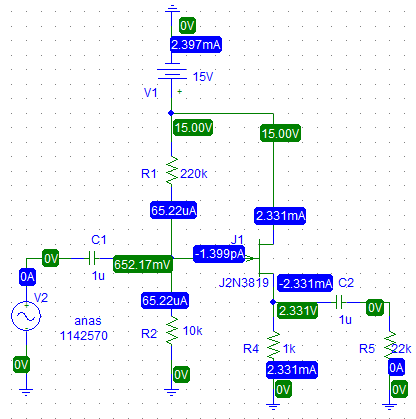 0V
2.397mA
15V
V1
+
15.00V
15.00V
R1
220k
65.22uA
2.331mA
C1
J1
0V
652.17mV
-1.399pA
1u
J2N3819
0A
-2.331mA
C2
V2
65.22uA
2.331V
0V
1u
anas
1142570
R2
10k
R4
1k
R5
22k
0V
0V
2.331mA
0A
0V
0V